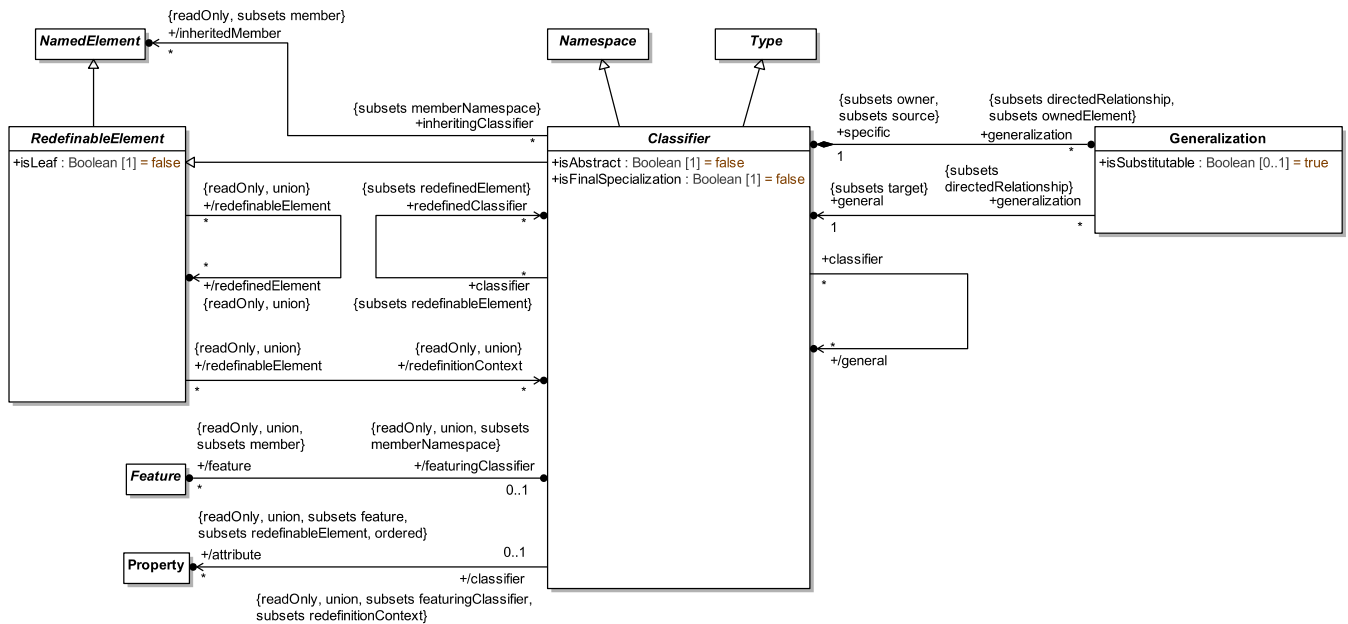 {readOnly, subsets member}
+/inheritedMember
*
NamedElement
Namespace
Type
{subsets memberNamespace}
+inheritingClassifier
*
{subsets owner,
subsets source}
+specific
1
{subsets directedRelationship,
subsets ownedElement}
+generalization
*
RedefinableElement
+isLeaf : Boolean [1] = false
Classifier
+isAbstract : Boolean [1] = false
+isFinalSpecialization : Boolean [1] = false
Generalization
+isSubstitutable : Boolean [0..1] = true
{readOnly, union}
+/redefinableElement
*
*
+/redefinedElement
{readOnly, union}
{subsets redefinedElement}
+redefinedClassifier
*
*
+classifier
{subsets redefinableElement}
{subsets target}
+general
1
{subsets
directedRelationship}
+generalization
*
+classifier
*
*
+/general
{readOnly, union}
+/redefinableElement
*
{readOnly, union}
+/redefinitionContext
*
{readOnly, union,
subsets member}
+/feature
*
{readOnly, union, subsets
memberNamespace}
+/featuringClassifier
0..1
Feature
{readOnly, union, subsets feature,
subsets redefinableElement, ordered}
+/attribute
*
0..1
+/classifier
Property
{readOnly, union, subsets featuringClassifier,
subsets redefinitionContext}